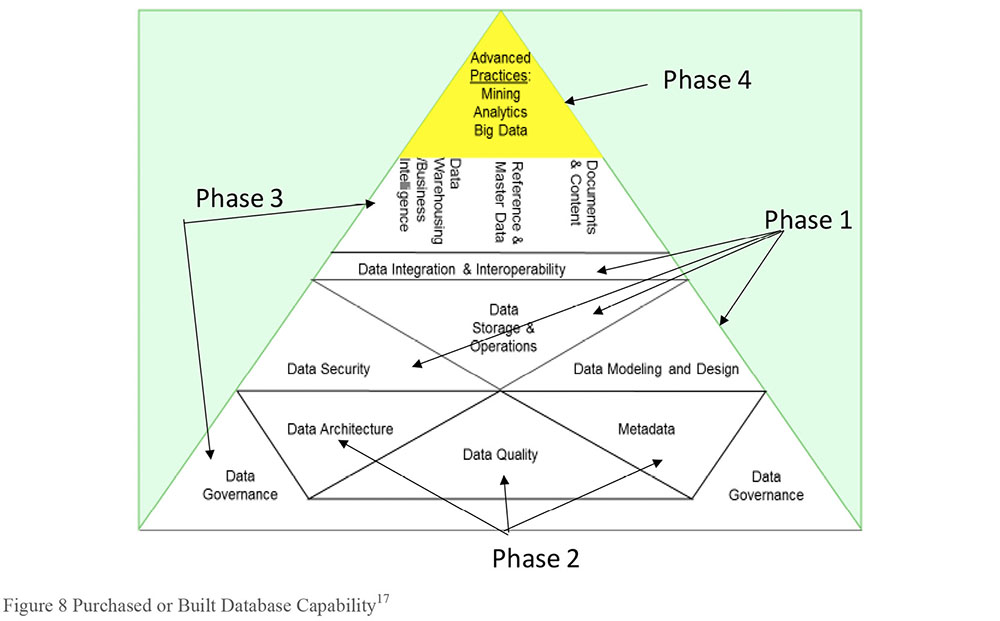 Advanced
Practices:
Mining
Analytics
Big Data
Phase 4
Phase 3
Data
Warehousing
/Business
Intelligence
Reference &
Master Data
Documents
& Content
Phase 1
Data Integration & Interoperability
Data
Storage &
Operations
Data Security
Data Modeling and Design
Data Architecture
Metadata
Data Quality
Data
Governance
Data
Governance
Phase 2
Figure 8 Purchased or Built Database Capability17